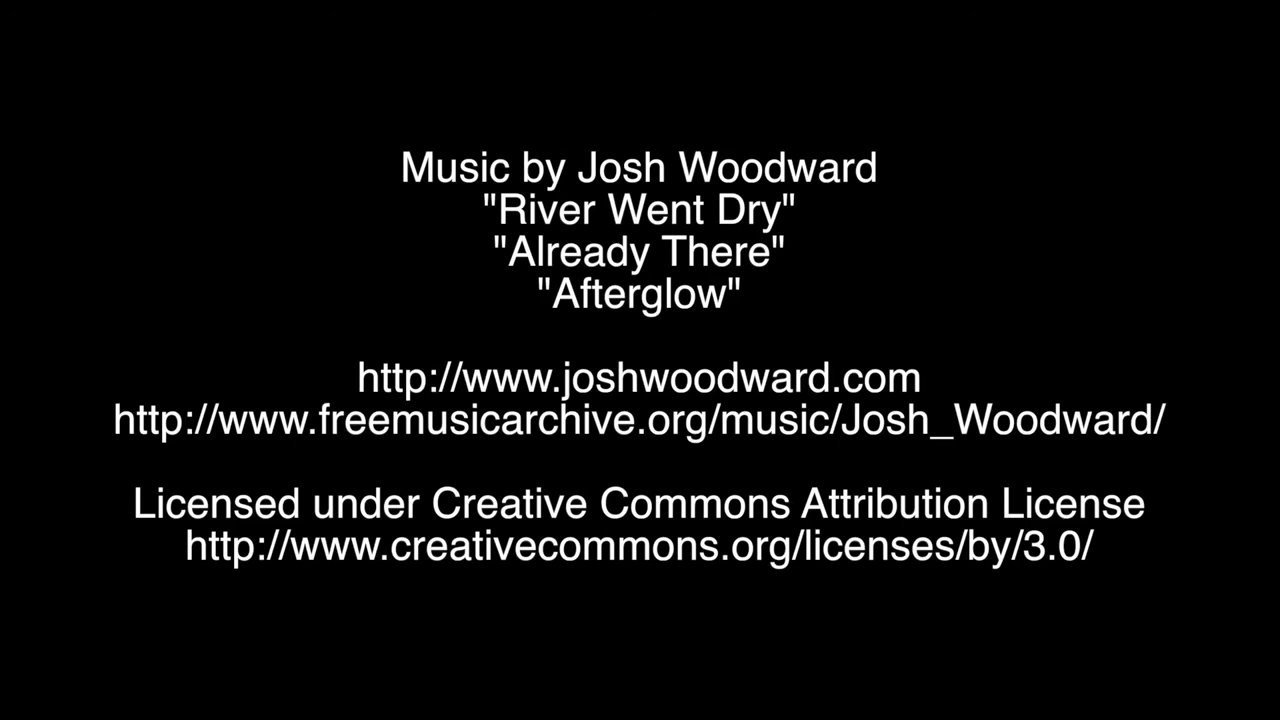 Music by Josh Woodward
"River Went Dry"
"Already There"
"Afterglow"
http://www.joshwoodward.com
http://www.freemusicarchive.org/music/Josh_Woodward/
Licensed under Creative Commons Attribution License
http://www.creativecommons.org/licenses/by/3.0/